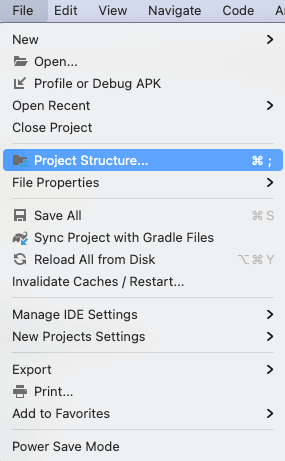 File Edit View Navigate Code
New
Open...
Profile or Debug APK
Open Recent
Close Project
Project Structure... ⌘ ;
File Properties
Save All ⌘ S
Sync Project with Gradle Files
Reload All from Disk ⌥⌘ Y
Invalidate Caches / Restart...
Manage IDE Settings
New Projects Settings
Export
Print...
Add to Favorites
Power Save Mode